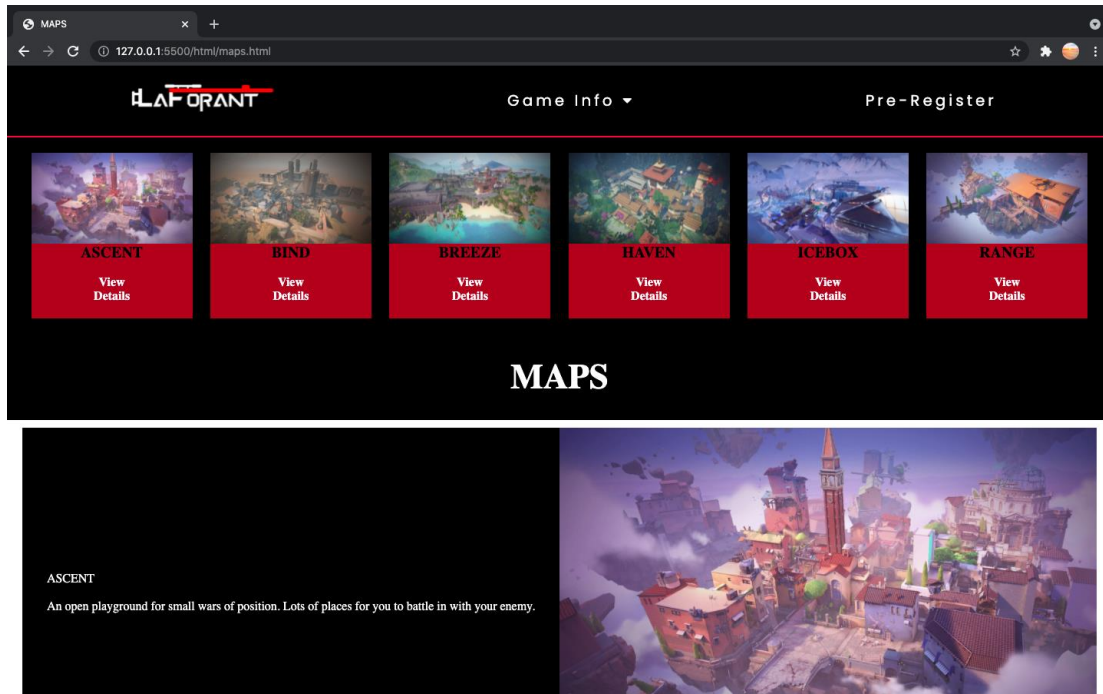 MAPS
127.0.0.1:5500/html/maps.html
LAFORANT
Game Info
Pre-Register
ASCENT
View
Details
BIND
View
Details
BREEZE
View
Details
HAVEN
View
Details
ICEBOX
View
Details
RANGE
View
Details
MAPS
ASCENT
An open playground for small wars of position. Lots of places for you to battle in with your enemy.